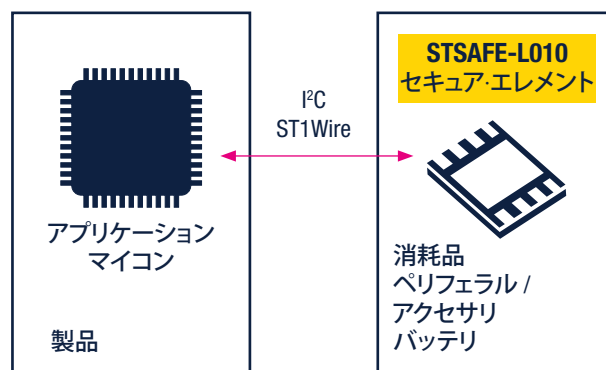 アプリケーション
マイコン
製品
I²C
ST1Wire
STSAFE-L010
セキュア·エレメント
消耗品
ペリフェラル /
アクセサリ
バッテリ